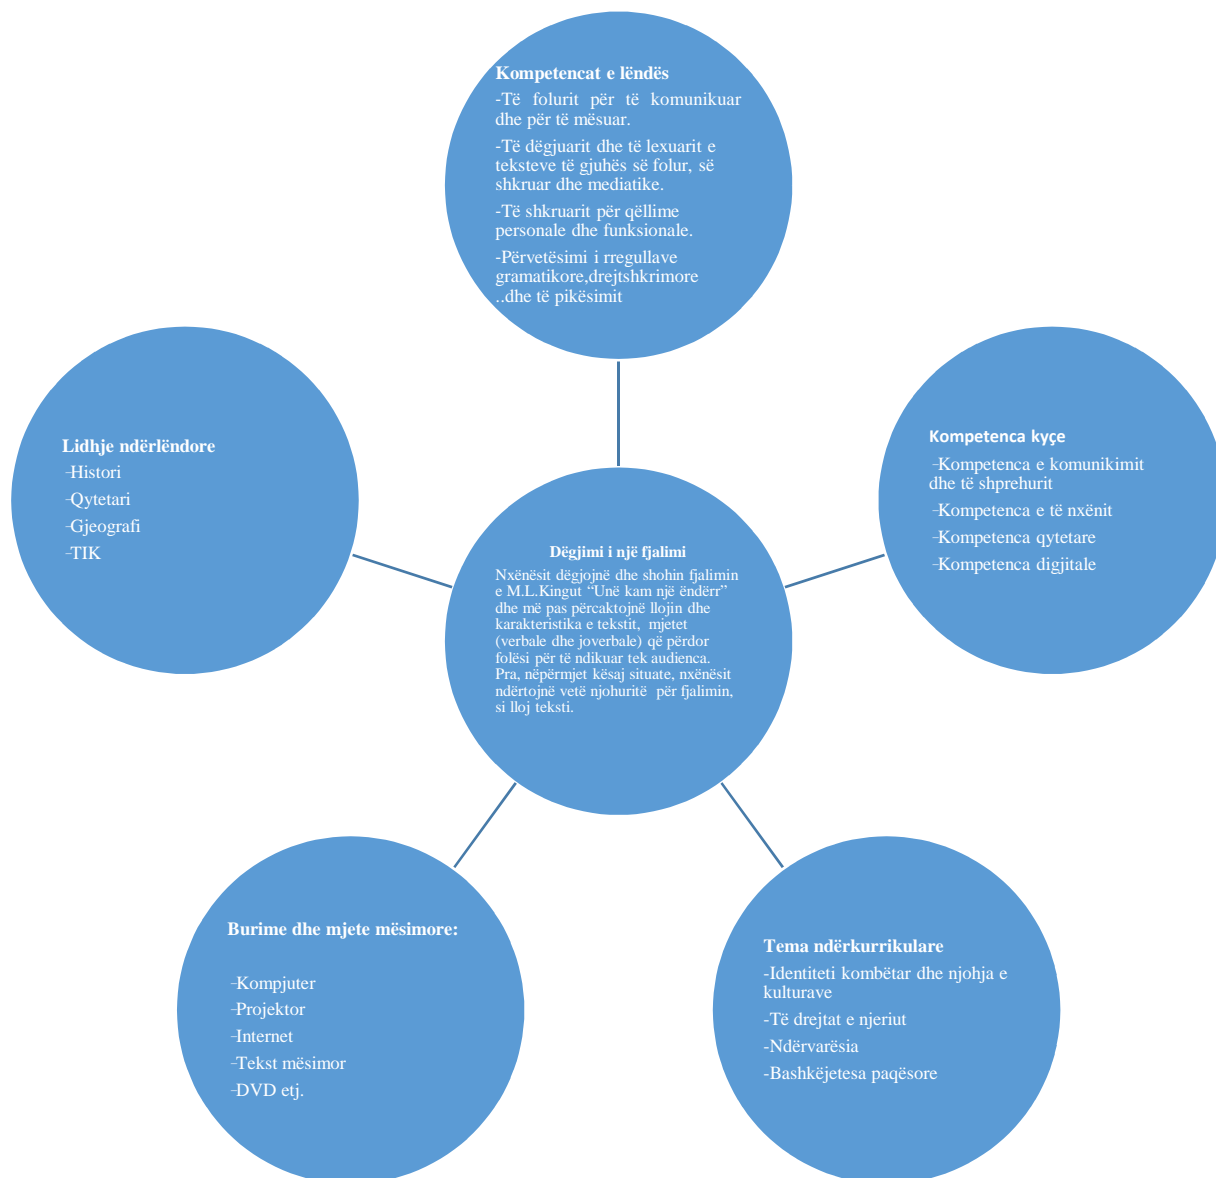 Kompetencat e lëndës
-Të folurit për të komunikuar
dhe për të mësuar.
-Të dëgjuarit dhe të lexuarit e
teksteve të gjuhës së folur, së
shkruar dhe mediatike.
-Të shkruarit për qëllime
personale dhe funksionale.
-Përvetësimi i rregullave
gramatikore,drejtshkrimore
..dhe të pikësimit
Lidhje ndërlëndore
-Histori
-Qytetari
-Gjeografi
-TIK
Kompetenca kyçe
-Kompetenca e komunikimit
dhe të shprehurit
-Kompetenca e të nxënit
-Kompetenca qytetare
-Kompetenca digjitale
Dëgjimi i një fjalimi
Nxënësit dëgjojnë dhe shohin fjalimin
e M.L.Kingut “Unë kam një ëndërr”
dhe më pas përcaktojnë llojin dhe
karakteristika e tekstit, mjetet
(verbale dhe joverbale) që përdor
folësi për të ndikuar tek audienca.
Pra, nëpërmjet kësaj situate, nxënësit
ndërtojnë vetë njohuritë për fjalimin,
si lloj teksti.
Burime dhe mjete mësimore:
-Kompjuter
-Projektor
-Internet
-Tekst mësimor
-DVD etj.
Tema ndërkurrikulare
-Identiteti kombëtar dhe njohja e
kulturave
-Të drejtat e njeriut
-Ndërvarësia
-Bashkëjetesa paqësore